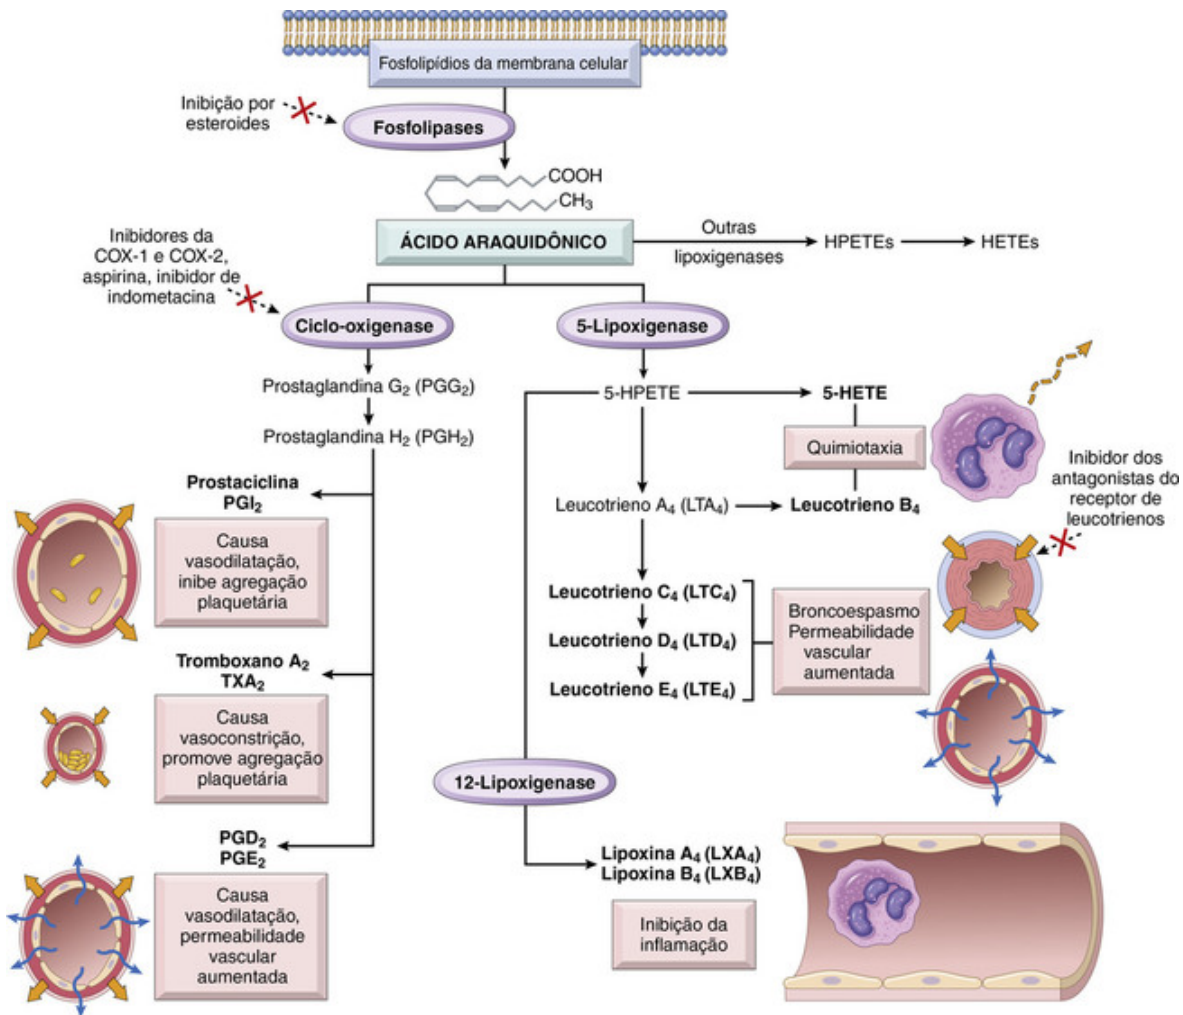 Fosfolipídios da membrana celular
Inibição por
esteroides
Fosfolipases
COOH
CH₃
ÁCIDO ARAQUIDÔNICO
Outras
lipoxigenases
HPETEs
HETEs
Inibidores da
COX-1 e COX-2,
aspirina, inibidor de
indometacina
Ciclo-oxigenase
5-Lipoxigenase
Prostaglandina G₂ (PGG₂)
Prostaglandina H₂ (PGH₂)
Prostaciclina
PGI₂
Causa
vasodilatação,
inibe agregação
plaquetária
Tromboxano A₂
TXA₂
Causa
vasoconstrição,
promove agregação
plaquetária
PGD₂
PGE₂
Causa
vasodilatação,
permeabilidade
vascular
aumentada
5-HPETE
5-HETE
Quimiotaxia
Leucotrieno A₄ (LTA₄)
Leucotrieno B₄
Inibidor dos
antagonistas do
receptor de
leucotrienos
Leucotrieno C₄ (LTC₄)
Leucotrieno D₄ (LTD₄)
Leucotrieno E₄ (LTE₄)
Broncoespasmo
Permeabilidade
vascular
aumentada
12-Lipoxigenase
Lipoxina A₄ (LXA₄)
Lipoxina B₄ (LXB₄)
Inibição da
inflamação